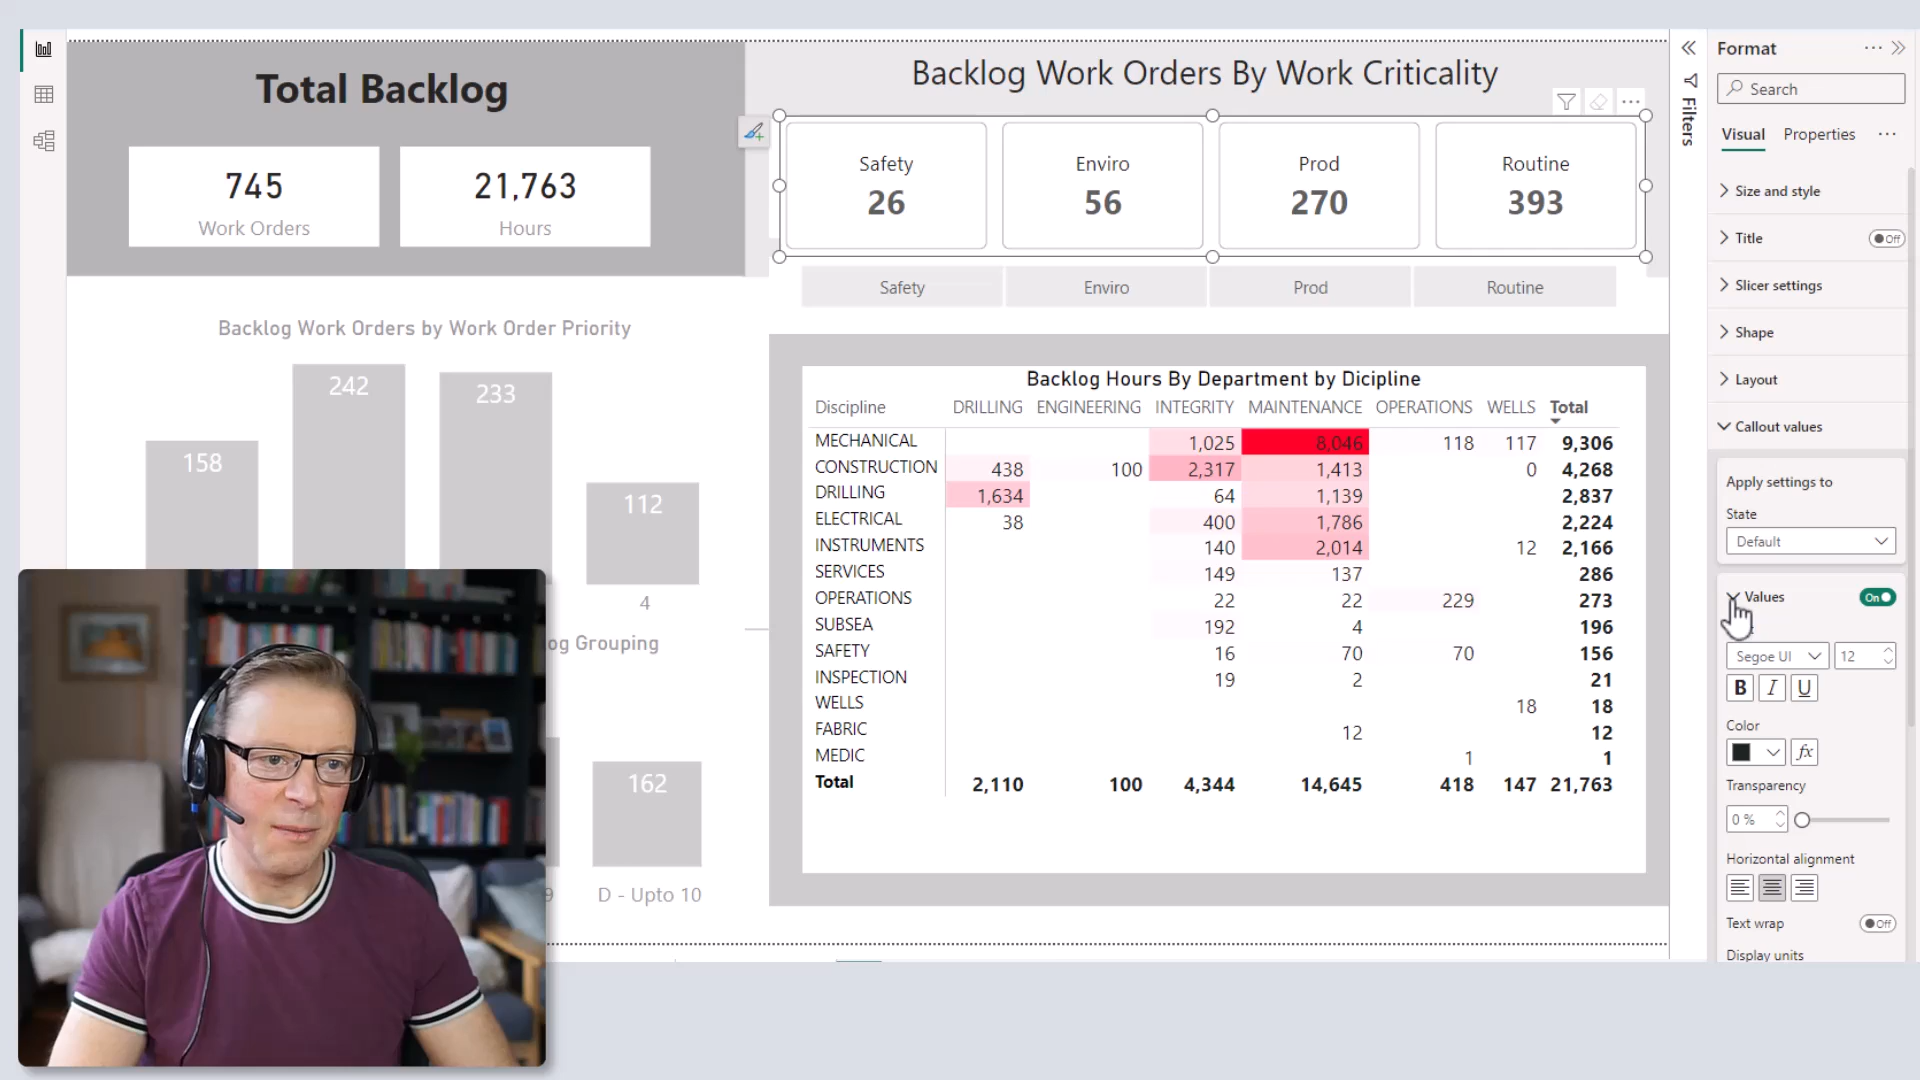 Total Backlog
745
Work Orders
21,763
Hours
Backlog Work Orders By Work Criticality
Safety
26
Enviro
56
Prod
270
Routine
393
Safety Enviro Prod Routine
Backlog Work Orders by Work Order Priority
158
242
233
112
4
og Grouping
162
9
D - Upto 10
Backlog Hours By Department by Dicipline
Discipline DRILLING ENGINEERING INTEGRITY MAINTENANCE OPERATIONS WELLS Total
MECHANICAL 1,025 8,046 118 117 9,306
CONSTRUCTION 438 100 2,317 1,413 0 4,268
DRILLING 1,634 64 1,139 2,837
ELECTRICAL 38 400 1,786 2,224
INSTRUMENTS 140 2,014 12 2,166
SERVICES 149 137 286
OPERATIONS 22 22 229 273
SUBSEA 192 4 196
SAFETY 16 70 70 156
INSPECTION 19 2 21
WELLS 18 18
FABRIC 12 12
MEDIC 1 1
Total 2,110 100 4,344 14,645 418 147 21,763
Filters
Format
Search
Visual Properties
Size and style
Title Off
Slicer settings
Shape
Layout
Callout values
Apply settings to
State
Default
Values On
Segoe UI 12
B I U
Color
fx
Transparency
0 %
Horizontal alignment
Text wrap Off
Display units